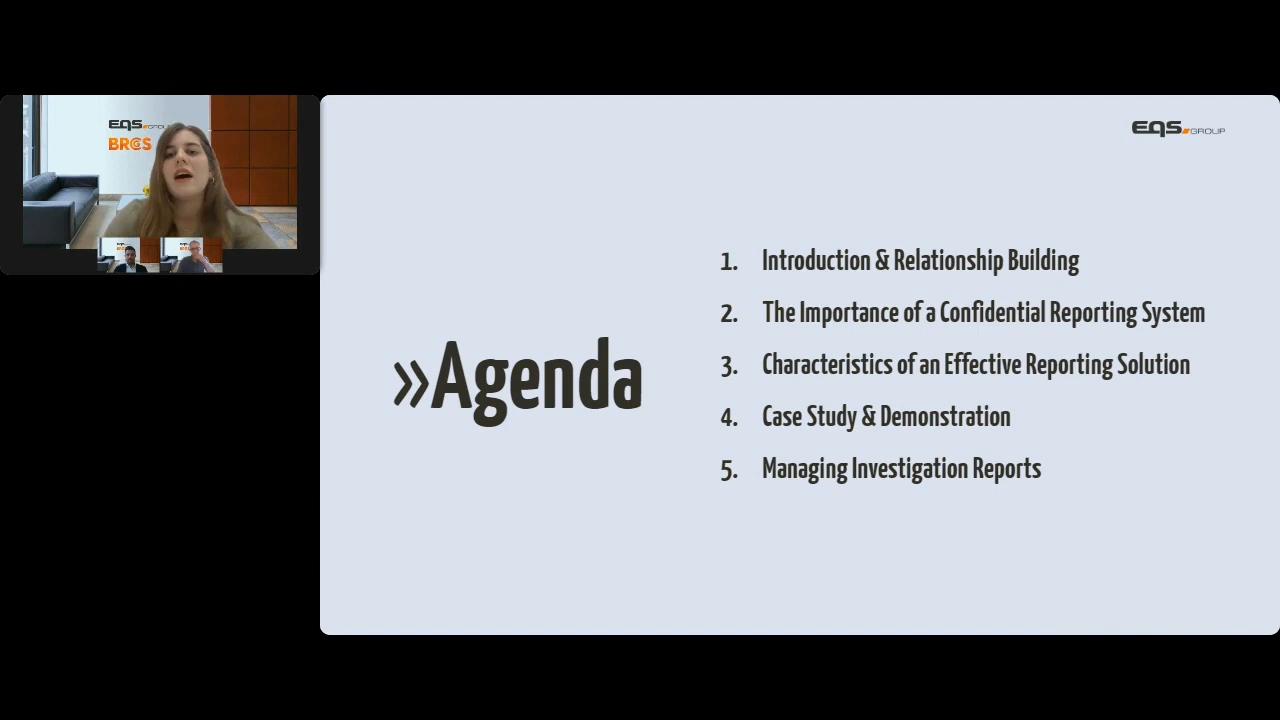 EQS GROUP
BRCS
EQS GROUP
»Agenda
1. Introduction & Relationship Building
2. The Importance of a Confidential Reporting System
3. Characteristics of an Effective Reporting Solution
4. Case Study & Demonstration
5. Managing Investigation Reports